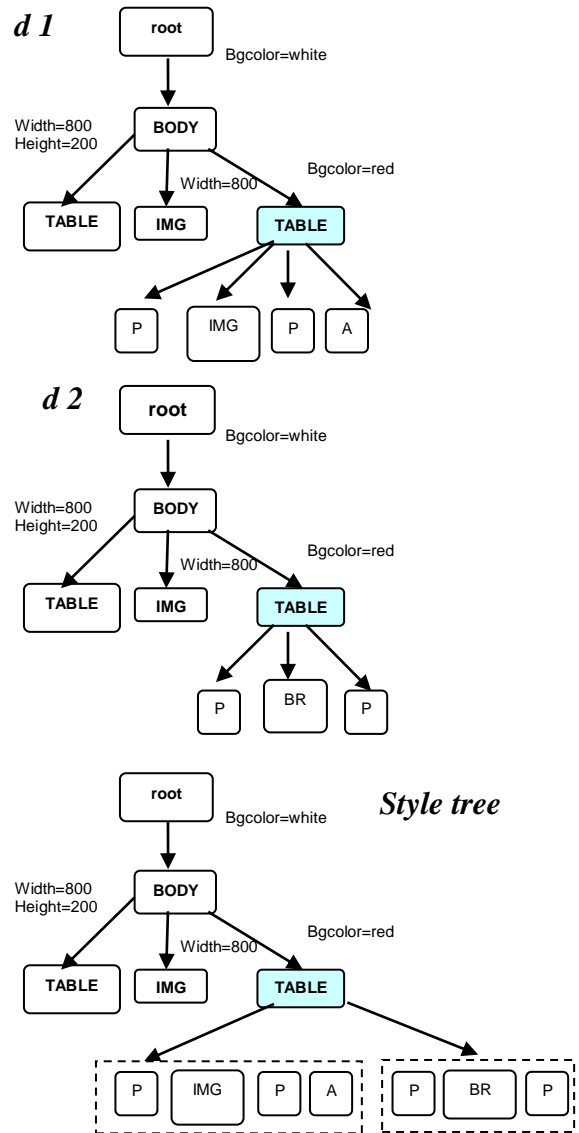 d 1
root
Bgcolor=white
BODY
Width=800
Height=200
Width=800
Bgcolor=red
TABLE IMG TABLE
P IMG P A
d 2
root
Bgcolor=white
BODY
Width=800
Height=200
Width=800
Bgcolor=red
TABLE IMG TABLE
P BR P
Style tree
root
Bgcolor=white
BODY
Width=800
Height=200
Width=800
Bgcolor=red
TABLE IMG TABLE
P IMG P A P BR P